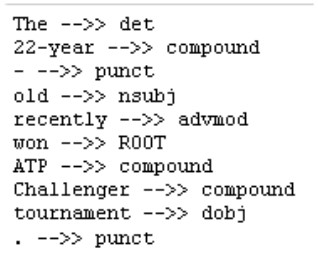 The -->> det
22-year -->> compound
- -->> punct
old -->> nsubj
recently -->> advmod
won -->> ROOT
ATP -->> compound
Challenger -->> compound
tournament -->> dobj
. -->> punct